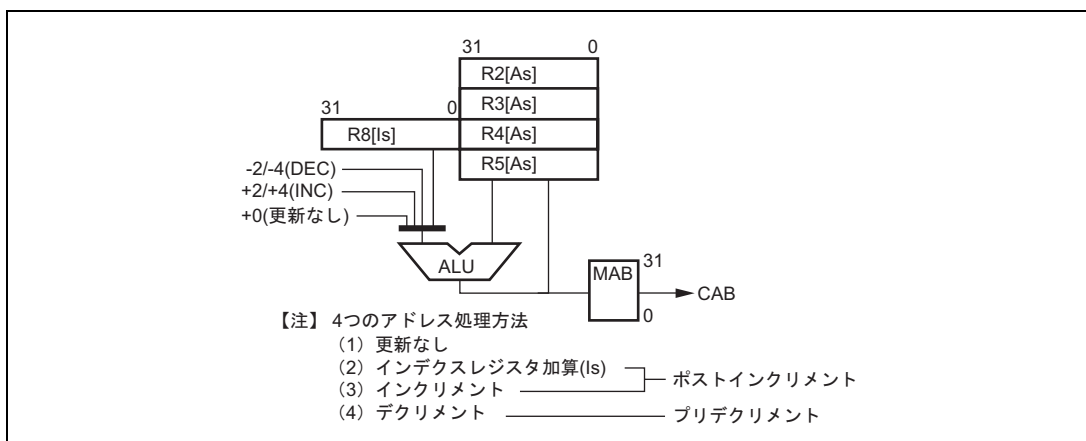 31 0
R2[As]
R3[As]
31 0
R8[Is] R4[As]
R5[As]
-2/-4(DEC)
+2/+4(INC)
+0(更新なし)
ALU
MAB 31
CAB
0
【注】 4つのアドレス処理方法
(1) 更新なし
(2) インデクスレジスタ加算(Is)
ポストインクリメント
(3) インクリメント
(4) デクリメント プリデクリメント